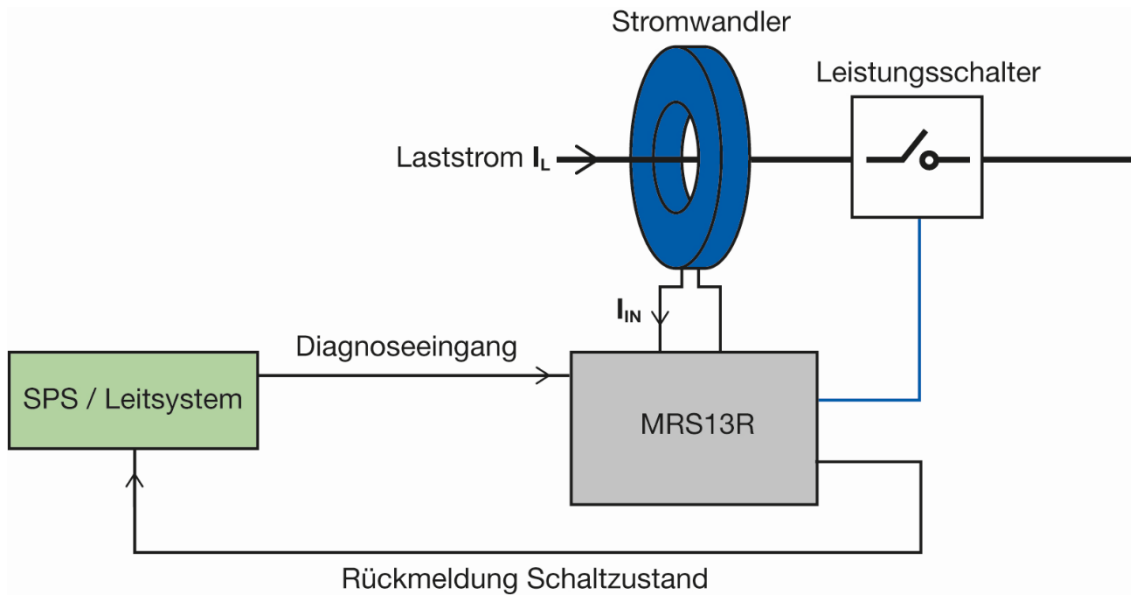 Stromwandler
Leistungsschalter
Laststrom IL
IIN
Diagnoseeingang
SPS / Leitsystem
MRS13R
Rückmeldung Schaltzustand